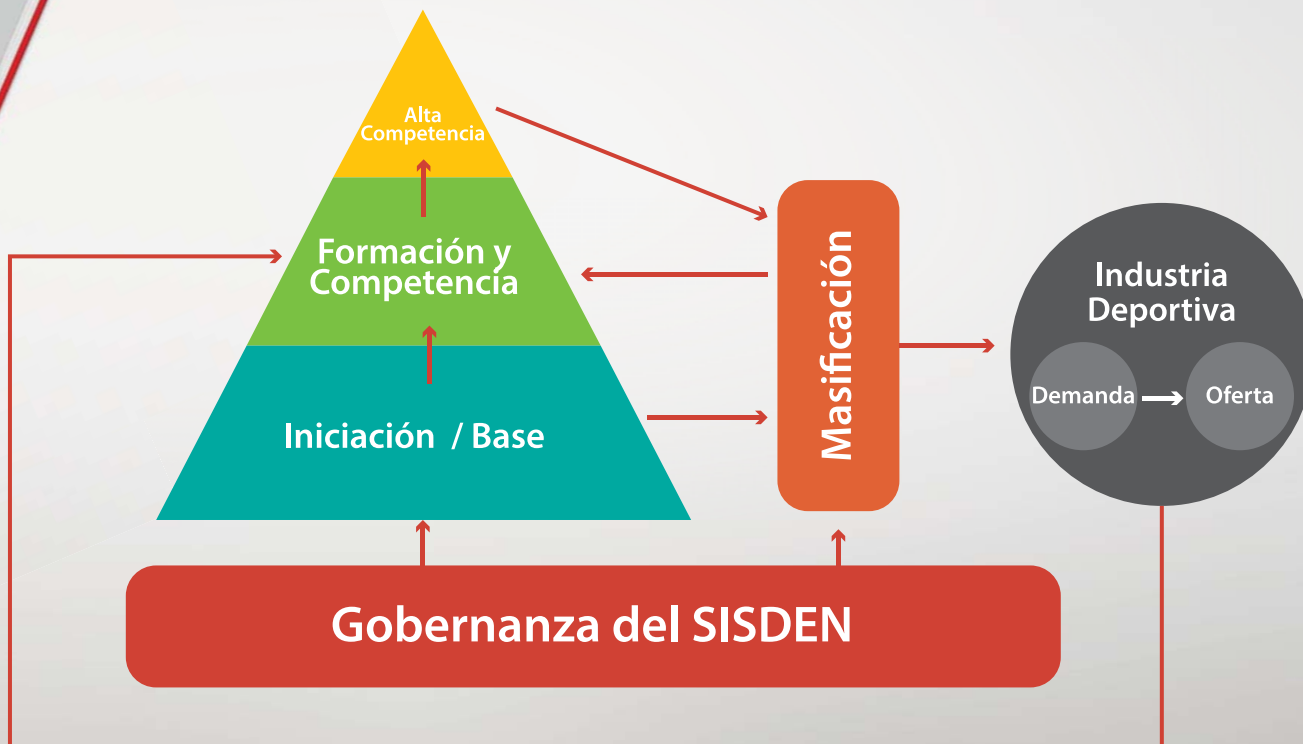 Alta
Competencia
Formación y
Competencia
Iniciación / Base
Masificación
Industria
Deportiva
Demanda
Oferta
Gobernanza del SISDEN